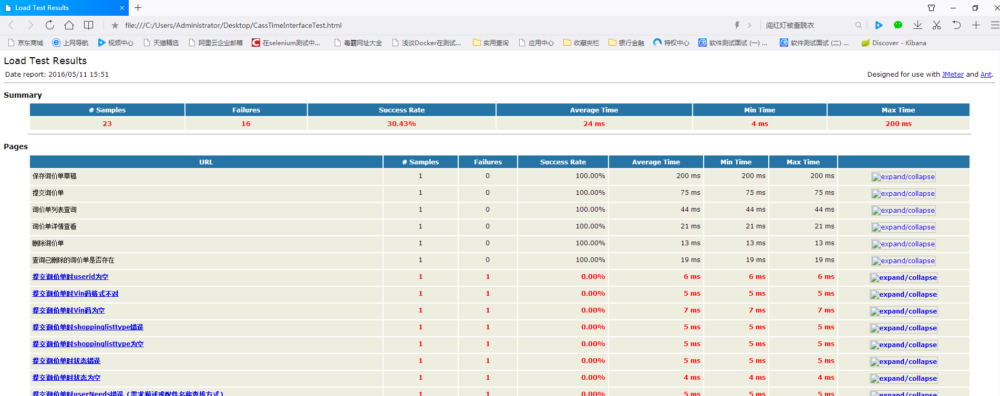 Load Test Results
file:///C:/Users/Administrator/Desktop/CassTimeInterfaceTest.html 闯红灯被查脱衣
京东商城 上网导航 视频中心 天猫精选 阿里云企业邮箱 在selenium测试中... 毒霸网址大全 浅谈Docker在测试... 实用查询 应用中心 收藏夹栏 银行金融 特权中心 软件测试面试 (一) ... 软件测试面试 (二) ... Discover - Kibana
Load Test Results
Date report: 2016/05/11 15:51 Designed for use with JMeter and Ant.
Summary
# Samples Failures Success Rate Average Time Min Time Max Time
23 16 30.43% 24 ms 4 ms 200 ms
Pages
URL # Samples Failures Success Rate Average Time Min Time Max Time
保存询价单草稿 1 0 100.00% 200 ms 200 ms 200 ms expand/collapse
提交询价单 1 0 100.00% 75 ms 75 ms 75 ms expand/collapse
询价单列表查询 1 0 100.00% 44 ms 44 ms 44 ms expand/collapse
询价单详情查看 1 0 100.00% 21 ms 21 ms 21 ms expand/collapse
删除询价单 1 0 100.00% 13 ms 13 ms 13 ms expand/collapse
查询已删除的询价单是否存在 1 0 100.00% 19 ms 19 ms 19 ms expand/collapse
提交询价单时userid为空 1 1 0.00% 6 ms 6 ms 6 ms expand/collapse
提交询价单时Vin码格式不对 1 1 0.00% 5 ms 5 ms 5 ms expand/collapse
提交询价单时Vin码为空 1 1 0.00% 7 ms 7 ms 7 ms expand/collapse
提交询价单时shoppinglisttype错误 1 1 0.00% 5 ms 5 ms 5 ms expand/collapse
提交询价单时shoppinglisttype为空 1 1 0.00% 5 ms 5 ms 5 ms expand/collapse
提交询价单时状态错误 1 1 0.00% 5 ms 5 ms 5 ms expand/collapse
提交询价单时状态为空 1 1 0.00% 4 ms 4 ms 4 ms expand/collapse
提交询价单时userNeeds错误（需求描述或配件名称查找方式） 1 1 0.00% 5 ms 5 ms 5 ms expand/collapse